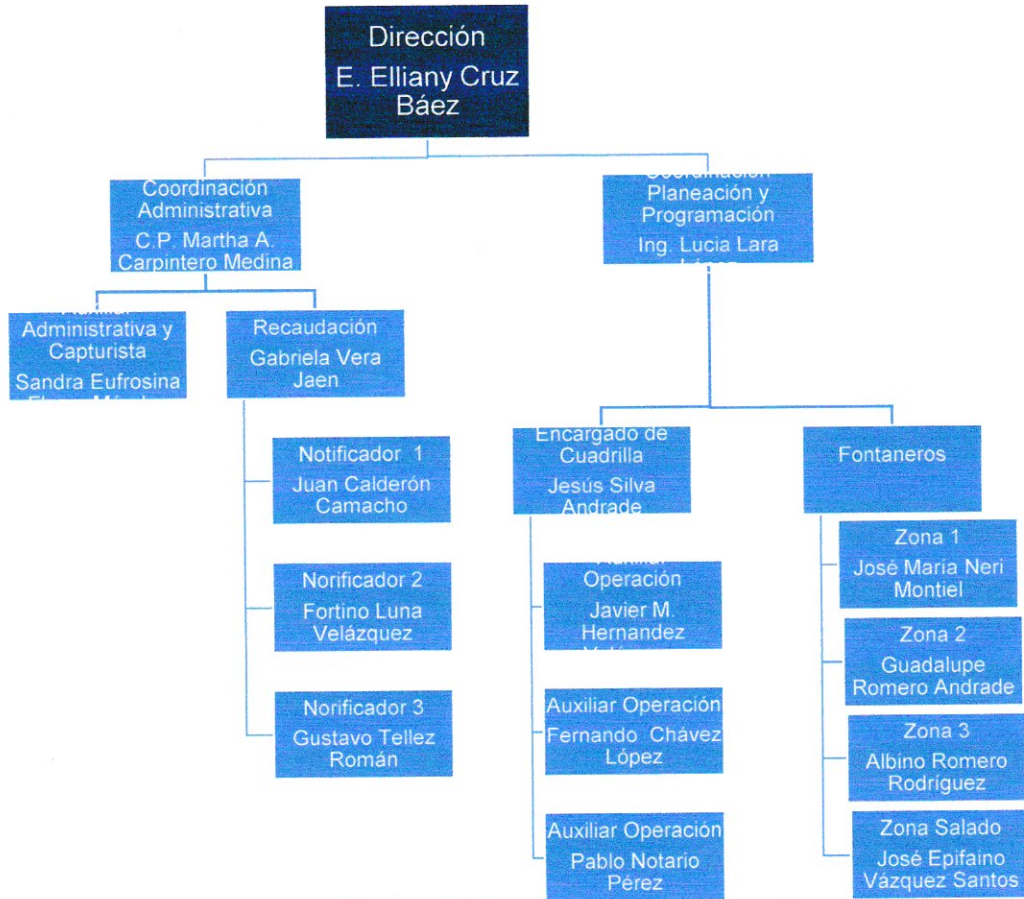 Dirección
E. Elliany Cruz
Báez
Coordinación
Administrativa
C.P. Martha A.
Carpintero Medina
Coordinación
Planeación y
Programación
Ing. Lucia Lara
Administrativa y
Capturista
Sandra Eufrosina
Recaudación
Gabriela Vera
Jaen
Notificador 1
Juan Calderón
Camacho
Norificador 2
Fortino Luna
Velázquez
Norificador 3
Gustavo Tellez
Román
Encargado de
Cuadrilla
Jesús Silva
Andrade
Auxiliar
Operación
Javier M.
Hernandez
Auxiliar Operación
Fernando Chávez
López
Auxiliar Operación
Pablo Notario
Pérez
Fontaneros
Zona 1
José María Neri
Montiel
Zona 2
Guadalupe
Romero Andrade
Zona 3
Albino Romero
Rodríguez
Zona Salado
José Epifaino
Vázquez Santos